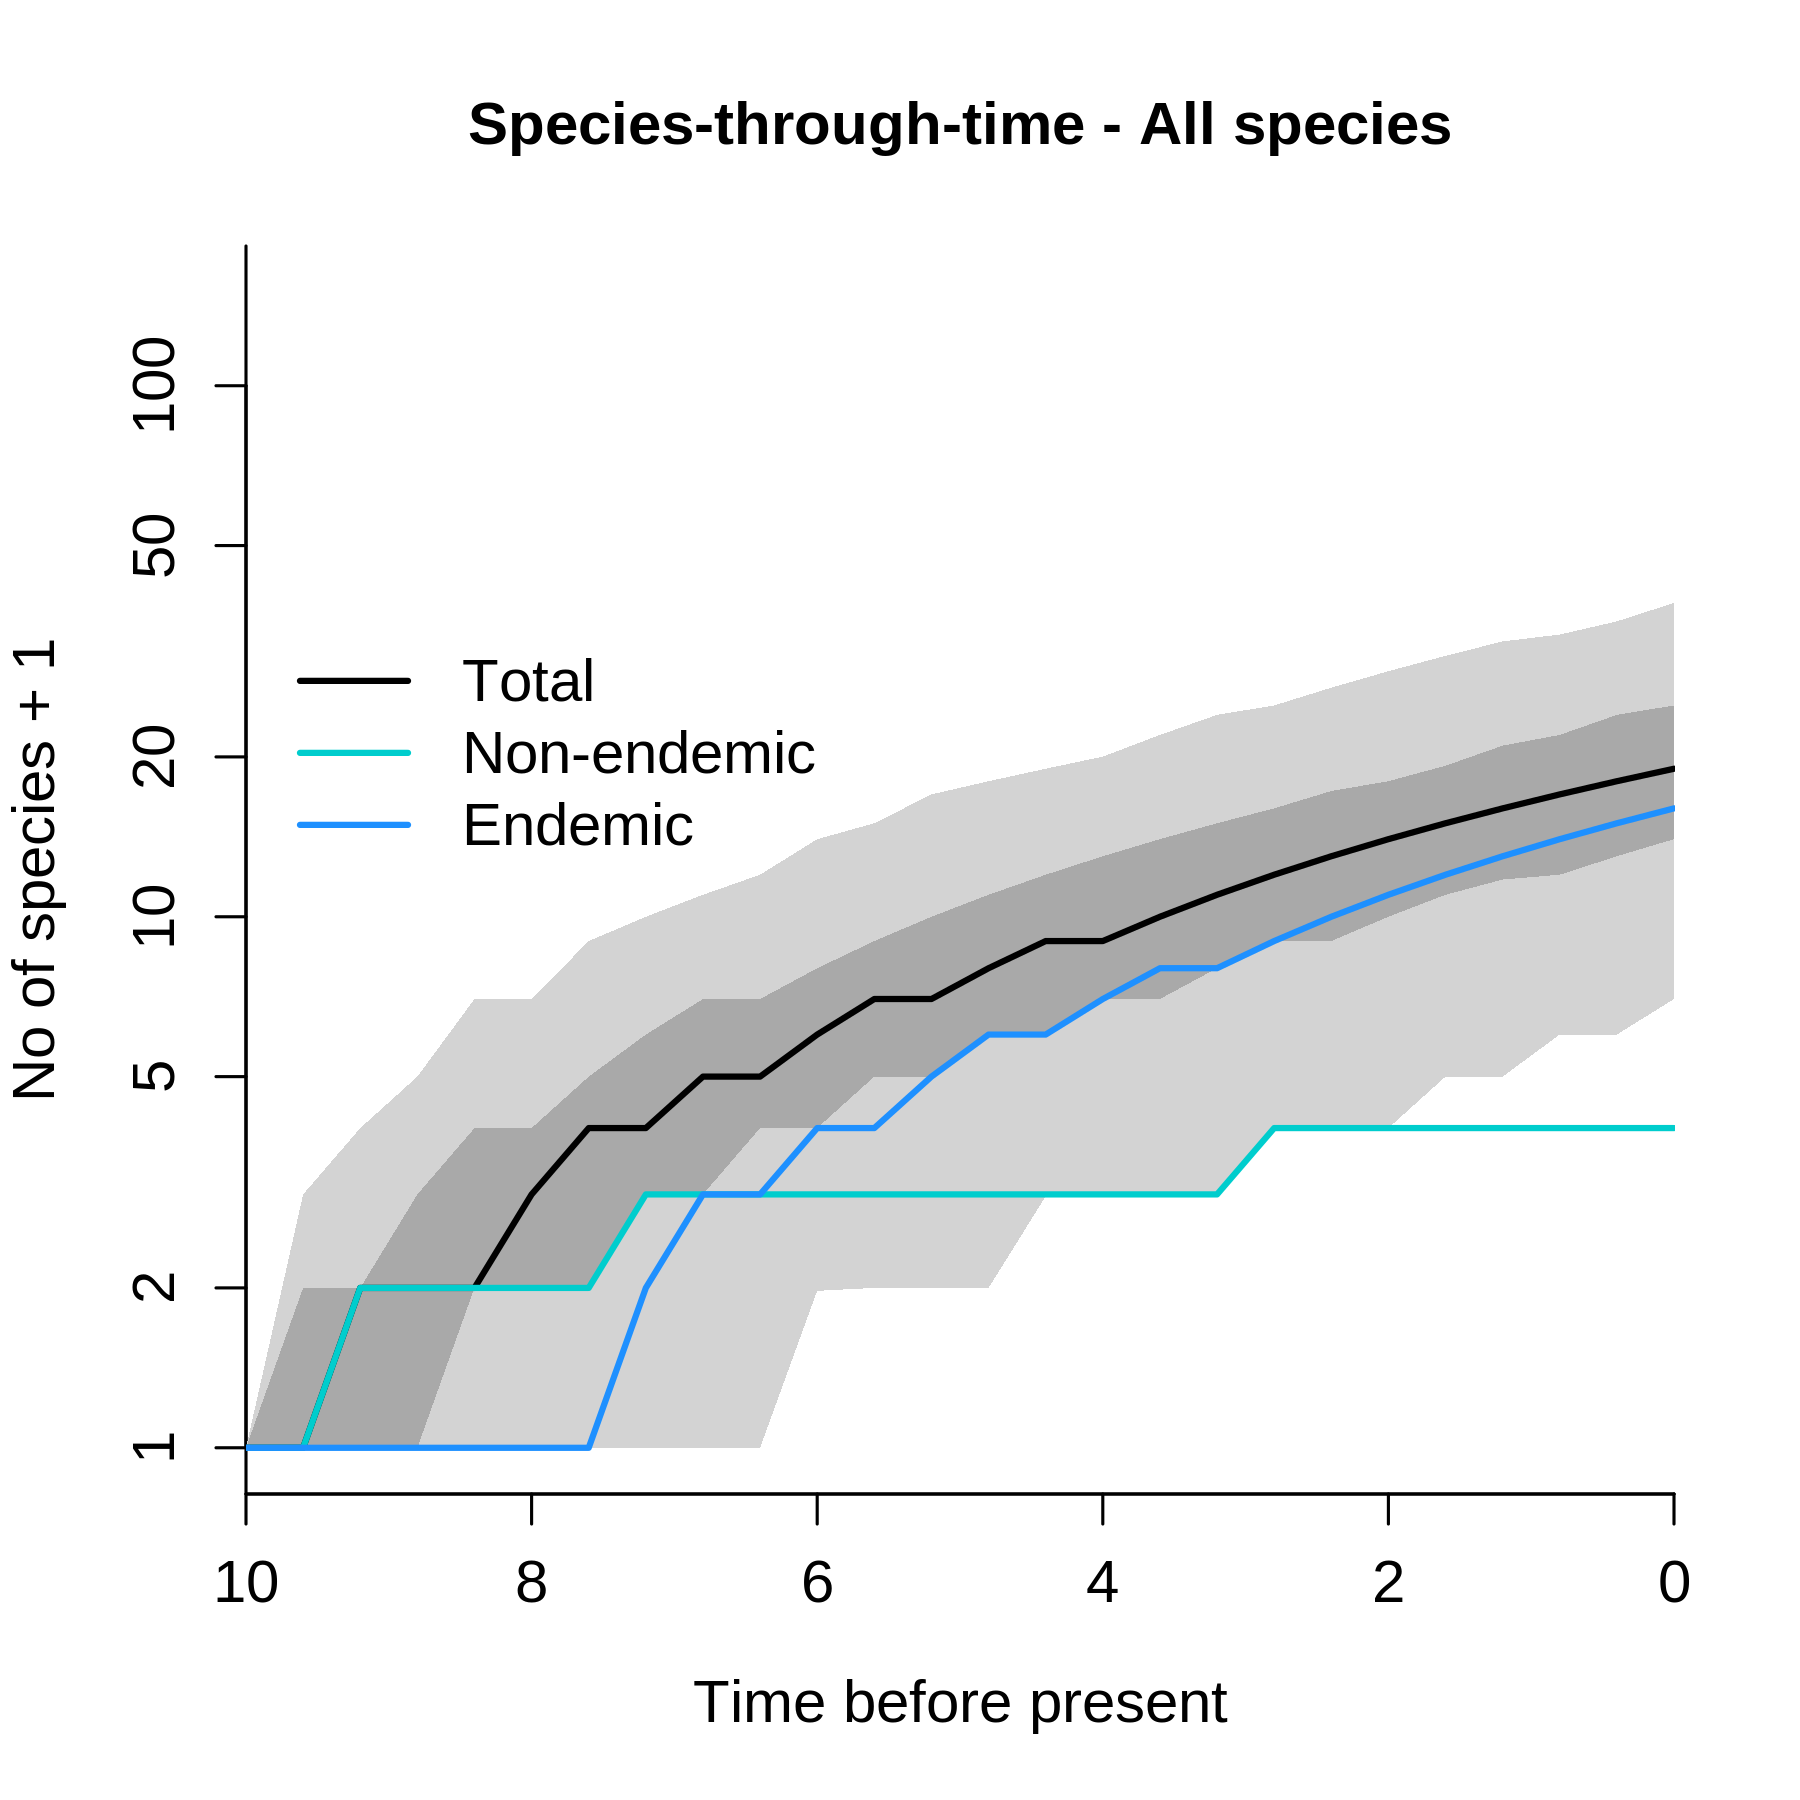 Species-through-time - All species
No of species + 1
100
50
20
10
5
2
1
Total
Non-endemic
Endemic
10 8 6 4 2 0
Time before present